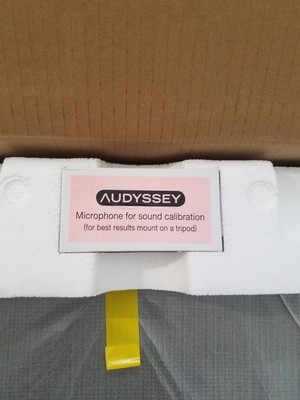 AUDYSSEY
Microphone for sound calibration
(for best results mount on a tripod)